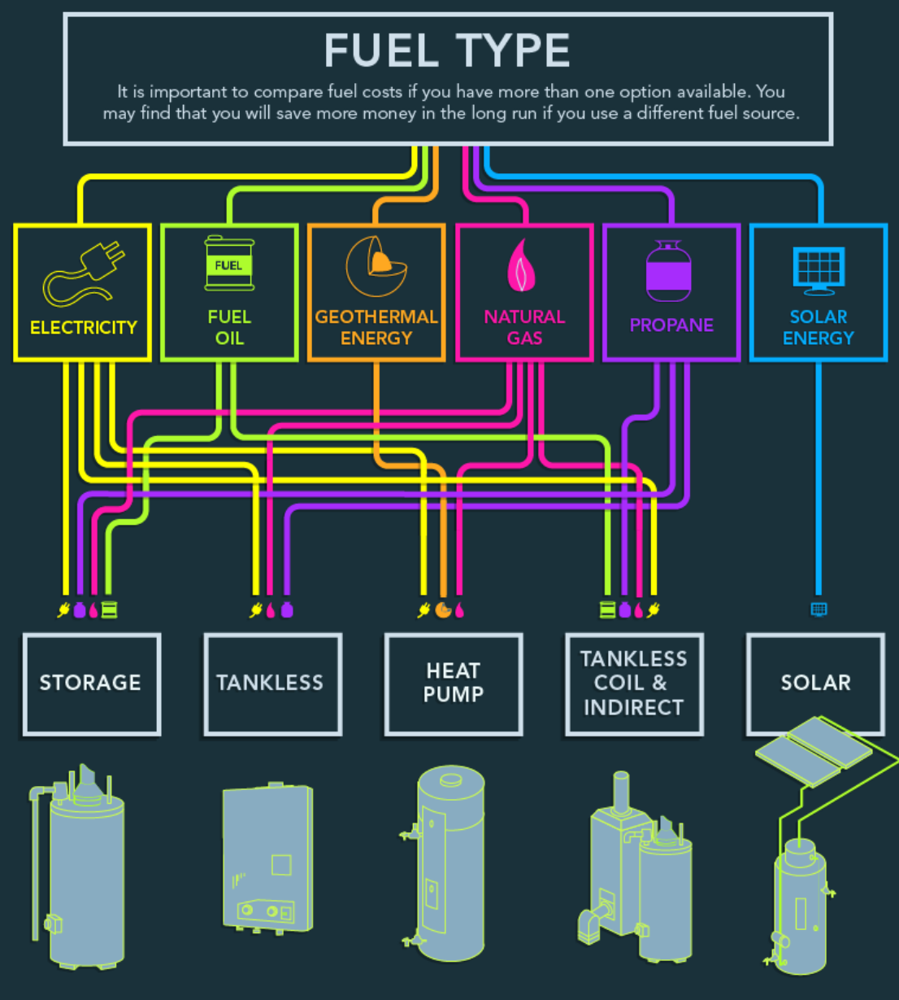 FUEL TYPE
It is important to compare fuel costs if you have more than one option available. You
may find that you will save more money in the long run if you use a different fuel source.
ELECTRICITY
FUEL
FUEL
OIL
GEOTHERMAL
ENERGY
NATURAL
GAS
PROPANE
SOLAR
ENERGY
STORAGE
TANKLESS
HEAT
PUMP
TANKLESS
COIL &
INDIRECT
SOLAR